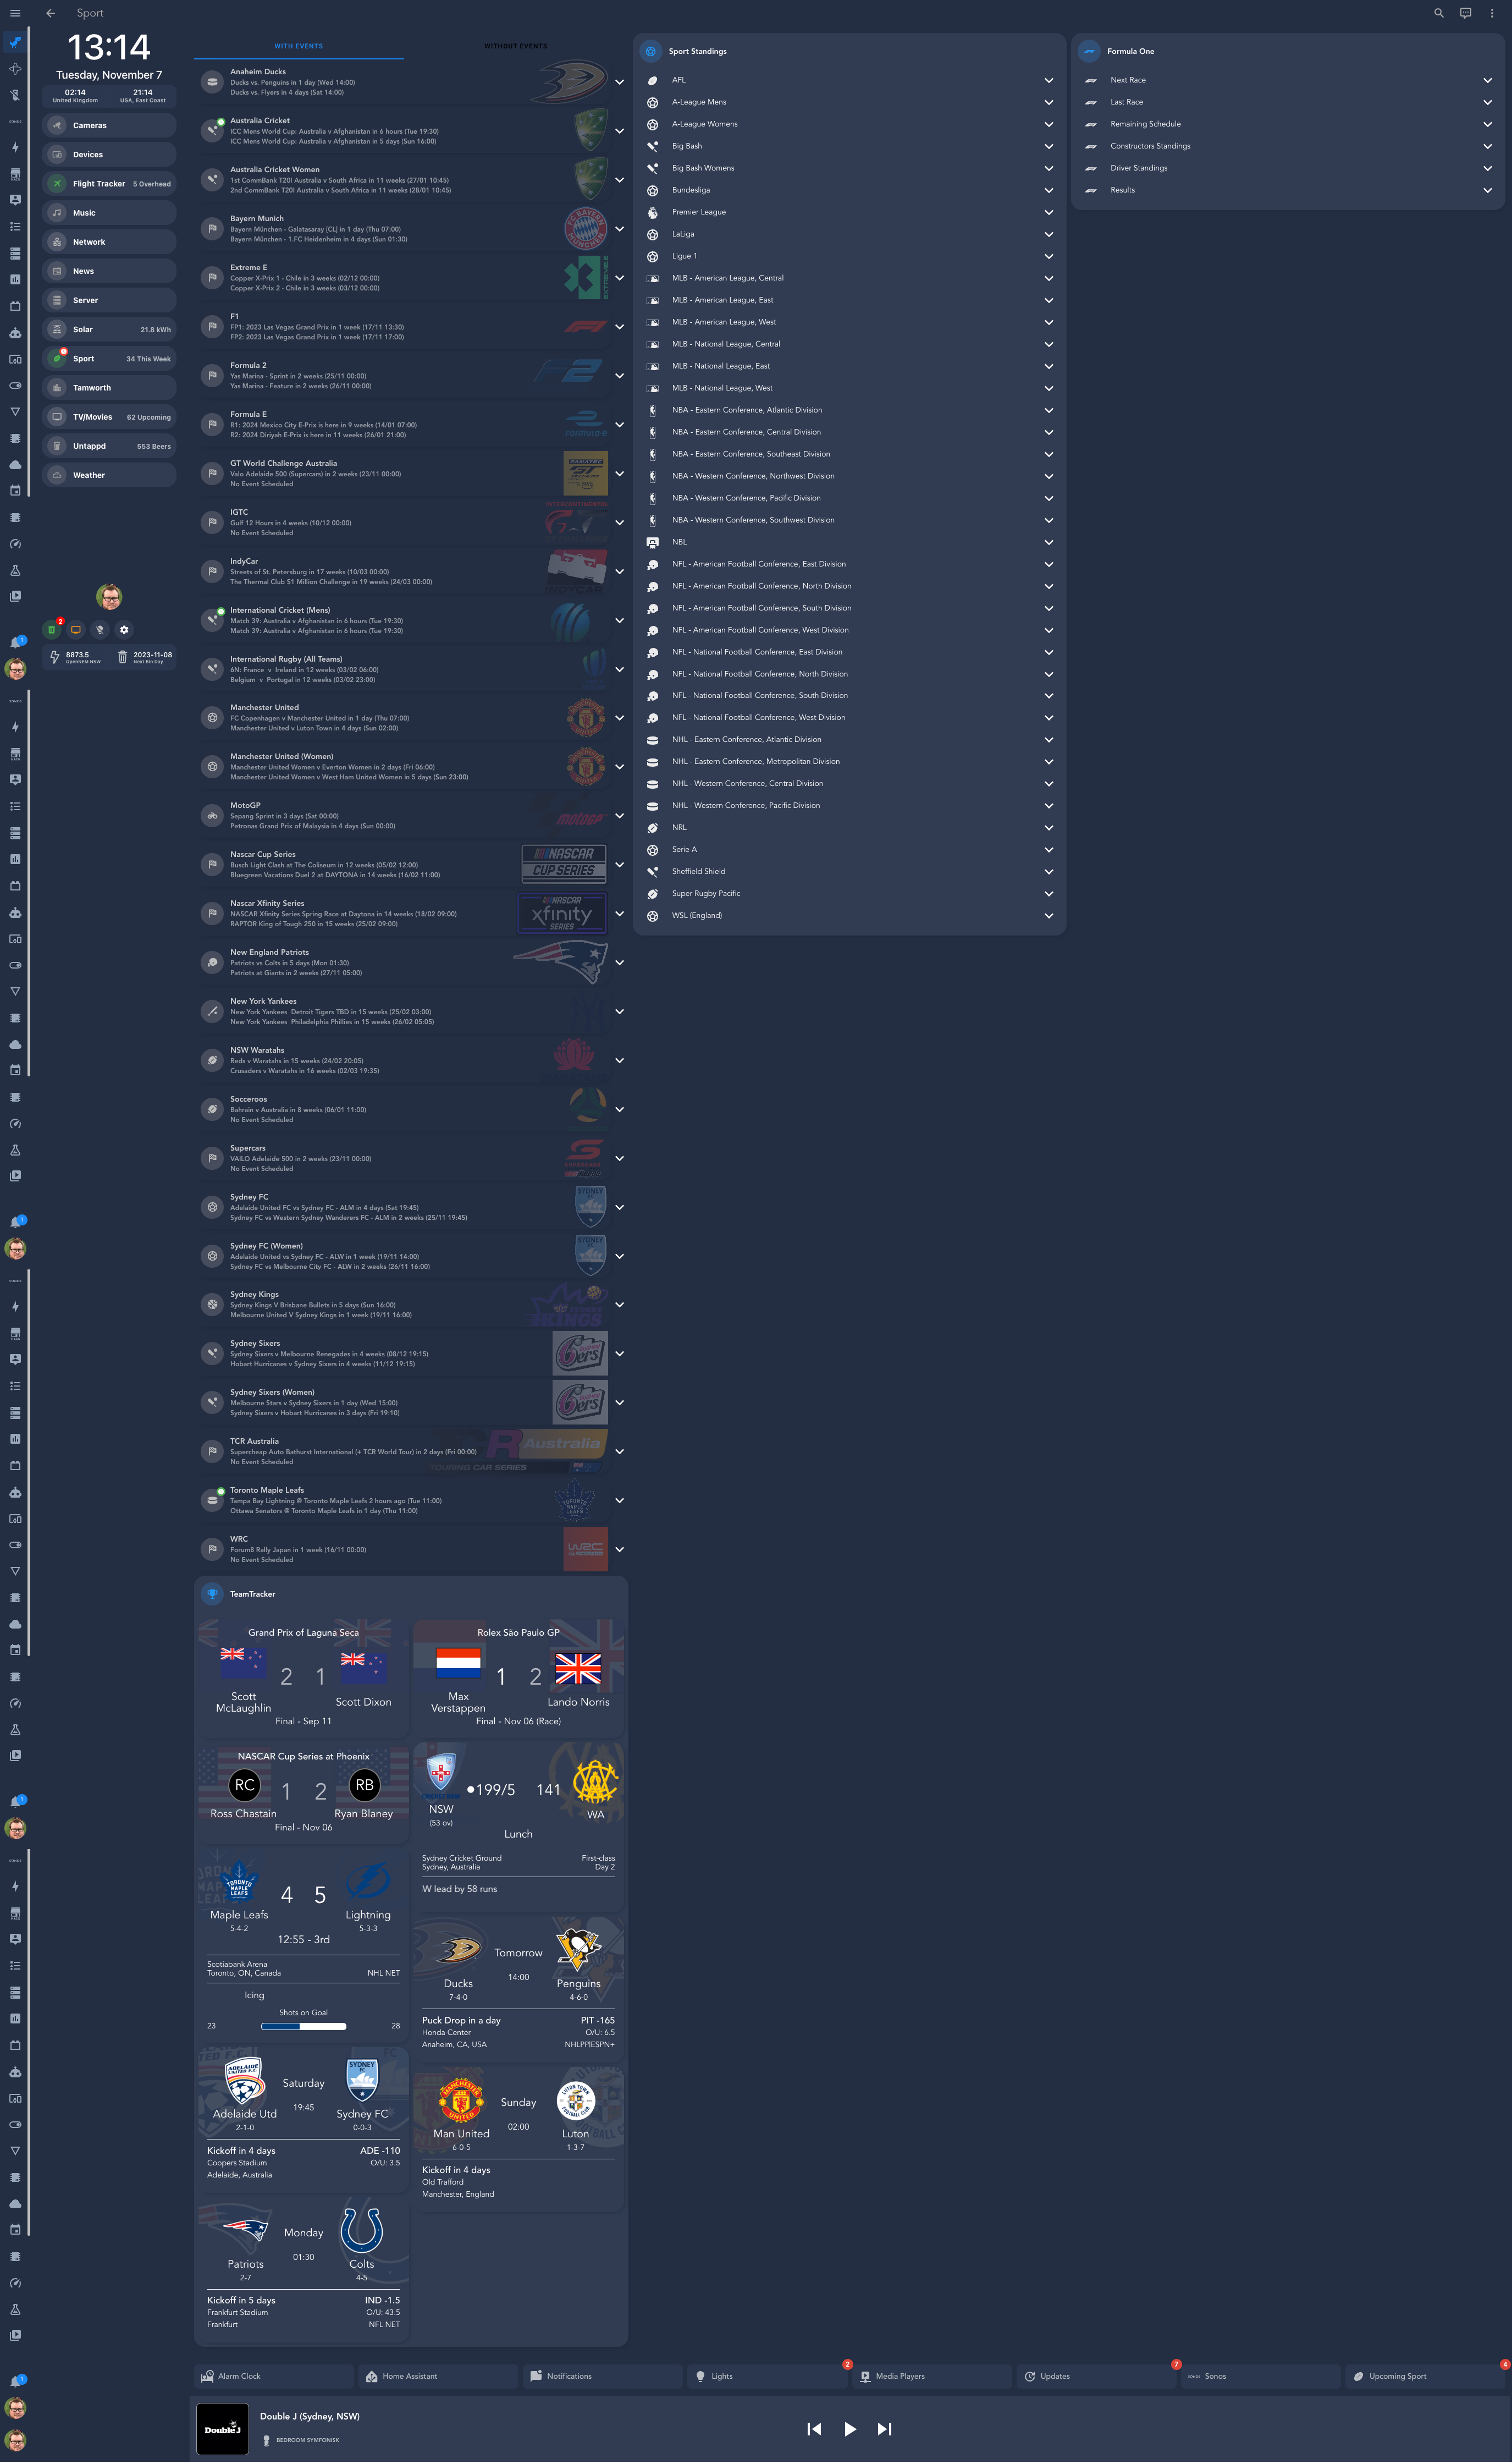 Sport
13:14
Tuesday, November 7
02:14
United Kingdom
21:14
USA, East Coast
Cameras
Devices
Flight Tracker 5 Overhead
Music
Network
News
Server
Solar 21.8 kWh
Sport 34 This Week
Tamworth
TV/Movies 62 Upcoming
Untappd 553 Beers
Weather
2
8873.5
OpenNEM NSW
2023-11-08
Next Bin Day
WITH EVENTS
WITHOUT EVENTS
Anaheim Ducks
Ducks vs. Penguins in 1 day (Wed 14:00)
Ducks vs. Flyers in 4 days (Sat 14:00)
Australia Cricket
ICC Mens World Cup: Australia v Afghanistan in 6 hours (Tue 19:30)
ICC Mens World Cup: Australia v Afghanistan in 5 days (Sun 16:00)
Australia Cricket Women
1st CommBank T20I Australia v South Africa in 11 weeks (27/01 10:45)
2nd CommBank T20I Australia v South Africa in 11 weeks (28/01 10:45)
Bayern Munich
Bayern München - Galatasaray [CL] in 1 day (Thu 07:00)
Bayern München - 1.FC Heidenheim in 4 days (Sun 01:30)
Extreme E
Copper X-Prix 1 - Chile in 3 weeks (02/12 00:00)
Copper X-Prix 2 - Chile in 3 weeks (03/12 00:00)
F1
FP1: 2023 Las Vegas Grand Prix in 1 week (17/11 13:30)
FP2: 2023 Las Vegas Grand Prix in 1 week (17/11 17:00)
Formula 2
Yas Marina - Sprint in 2 weeks (25/11 00:00)
Yas Marina - Feature in 2 weeks (26/11 00:00)
Formula E
R1: 2024 Mexico City E-Prix is here in 9 weeks (14/01 07:00)
R2: 2024 Diriyah E-Prix is here in 11 weeks (26/01 21:00)
GT World Challenge Australia
Valo Adelaide 500 (Supercars) in 2 weeks (23/11 00:00)
No Event Scheduled
IGTC
Gulf 12 Hours in 4 weeks (10/12 00:00)
No Event Scheduled
IndyCar
Streets of St. Petersburg in 17 weeks (10/03 00:00)
The Thermal Club $1 Million Challenge in 19 weeks (24/03 00:00)
International Cricket (Mens)
Match 39: Australia v Afghanistan in 6 hours (Tue 19:30)
Match 39: Australia v Afghanistan in 6 hours (Tue 19:30)
International Rugby (All Teams)
6N: France v Ireland in 12 weeks (03/02 06:00)
Belgium v Portugal in 12 weeks (03/02 23:00)
Manchester United
FC Copenhagen v Manchester United in 1 day (Thu 07:00)
Manchester United v Luton Town in 4 days (Sun 02:00)
Manchester United (Women)
Manchester United Women v Everton Women in 2 days (Fri 06:00)
Manchester United Women v West Ham United Women in 5 days (Sun 23:00)
MotoGP
Sepang Sprint in 3 days (Sat 00:00)
Petronas Grand Prix of Malaysia in 4 days (Sun 00:00)
Nascar Cup Series
Busch Light Clash at The Coliseum in 12 weeks (05/02 12:00)
Bluegreen Vacations Duel 2 at DAYTONA in 14 weeks (16/02 11:00)
NASCAR
CUP SERIES
Nascar Xfinity Series
NASCAR Xfinity Series Spring Race at Daytona in 14 weeks (18/02 09:00)
RAPTOR King of Tough 250 in 15 weeks (25/02 09:00)
NASCAR
xfinity
SERIES
New England Patriots
Patriots vs Colts in 5 days (Mon 01:30)
Patriots at Giants in 2 weeks (27/11 05:00)
New York Yankees
New York Yankees Detroit Tigers TBD in 15 weeks (25/02 03:00)
New York Yankees Philadelphia Phillies in 15 weeks (26/02 05:05)
NSW Waratahs
Reds v Waratahs in 15 weeks (24/02 20:05)
Crusaders v Waratahs in 16 weeks (02/03 19:35)
Socceroos
Bahrain v Australia in 8 weeks (06/01 11:00)
No Event Scheduled
Supercars
VAILO Adelaide 500 in 2 weeks (23/11 00:00)
No Event Scheduled
Sydney FC
Adelaide United FC vs Sydney FC - ALM in 4 days (Sat 19:45)
Sydney FC vs Western Sydney Wanderers FC - ALM in 2 weeks (25/11 19:45)
Sydney FC (Women)
Adelaide United vs Sydney FC - ALW in 1 week (19/11 14:00)
Sydney FC vs Melbourne City FC - ALW in 2 weeks (26/11 16:00)
Sydney Kings
Sydney Kings V Brisbane Bullets in 5 days (Sun 16:00)
Melbourne United V Sydney Kings in 1 week (19/11 16:00)
Sydney Sixers
Sydney Sixers v Melbourne Renegades in 4 weeks (08/12 19:15)
Hobart Hurricanes v Sydney Sixers in 4 weeks (11/12 19:15)
Sydney Sixers (Women)
Melbourne Stars v Sydney Sixers in 1 day (Wed 15:00)
Sydney Sixers v Hobart Hurricanes in 3 days (Fri 19:10)
TCR Australia
Supercheap Auto Bathurst International (+ TCR World Tour) in 2 days (Fri 00:00)
No Event Scheduled
Toronto Maple Leafs
Tampa Bay Lightning @ Toronto Maple Leafs 2 hours ago (Tue 11:00)
Ottawa Senators @ Toronto Maple Leafs in 1 day (Thu 11:00)
WRC
Forum8 Rally Japan in 1 week (16/11 00:00)
No Event Scheduled
TeamTracker
Grand Prix of Laguna Seca
2 1
Scott McLaughlin
Scott Dixon
Final - Sep 11
Rolex São Paulo GP
1 2
Max Verstappen
Lando Norris
Final - Nov 06 (Race)
NASCAR Cup Series at Phoenix
RC 1 2 RB
Ross Chastain
Ryan Blaney
Final - Nov 06
199/5 141
NSW
WA
(53 ov)
Lunch
Sydney Cricket Ground
First-class
Sydney, Australia
Day 2
W lead by 58 runs
4 5
Maple Leafs
Lightning
5-4-2
5-3-3
12:55 - 3rd
Scotiabank Arena
Toronto, ON, Canada
NHL NET
Icing
Shots on Goal
23 28
Tomorrow
14:00
Ducks
Penguins
7-4-0
4-6-0
Puck Drop in a day
PIT -165
Honda Center
O/U: 6.5
Anaheim, CA, USA
NHLPP|ESPN+
Saturday
19:45
Adelaide Utd
Sydney FC
2-1-0
0-0-3
Kickoff in 4 days
ADE -110
Coopers Stadium
O/U: 3.5
Adelaide, Australia
Sunday
02:00
Man United
Luton
6-0-5
1-3-7
Kickoff in 4 days
Old Trafford
Manchester, England
Monday
01:30
Patriots
Colts
2-7
4-5
Kickoff in 5 days
IND -1.5
Frankfurt Stadium
O/U: 43.5
Frankfurt
NFL NET
Sport Standings
AFL
A-League Mens
A-League Womens
Big Bash
Big Bash Womens
Bundesliga
Premier League
LaLiga
Ligue 1
MLB - American League, Central
MLB - American League, East
MLB - American League, West
MLB - National League, Central
MLB - National League, East
MLB - National League, West
NBA - Eastern Conference, Atlantic Division
NBA - Eastern Conference, Central Division
NBA - Eastern Conference, Southeast Division
NBA - Western Conference, Northwest Division
NBA - Western Conference, Pacific Division
NBA - Western Conference, Southwest Division
NBL
NFL - American Football Conference, East Division
NFL - American Football Conference, North Division
NFL - American Football Conference, South Division
NFL - American Football Conference, West Division
NFL - National Football Conference, East Division
NFL - National Football Conference, North Division
NFL - National Football Conference, South Division
NFL - National Football Conference, West Division
NHL - Eastern Conference, Atlantic Division
NHL - Eastern Conference, Metropolitan Division
NHL - Western Conference, Central Division
NHL - Western Conference, Pacific Division
NRL
Serie A
Sheffield Shield
Super Rugby Pacific
WSL (England)
Formula One
Next Race
Last Race
Remaining Schedule
Constructors Standings
Driver Standings
Results
Alarm Clock
Home Assistant
Notifications
Lights 2
Media Players
Updates 7
Sonos
Upcoming Sport 4
Double J
Double J (Sydney, NSW)
BEDROOM SYMFONISK